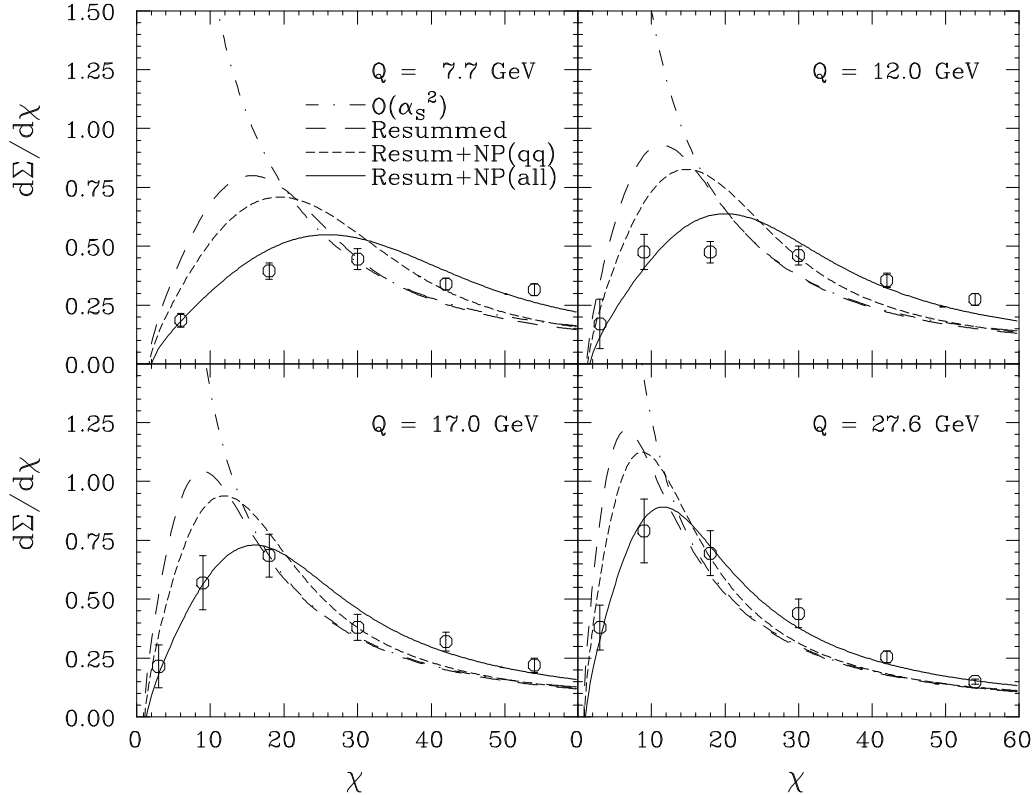 1.50
1.25
1.00
0.75
0.50
0.25
0.00
dΣ/dχ
Q = 7.7 GeV
O(αs²)
Resummed
Resum+NP(qq)
Resum+NP(all)
Q = 12.0 GeV
1.25
1.00
0.75
0.50
0.25
0.00
dΣ/dχ
Q = 17.0 GeV
Q = 27.6 GeV
0 10 20 30 40 50 0 10 20 30 40 50 60
χ χ